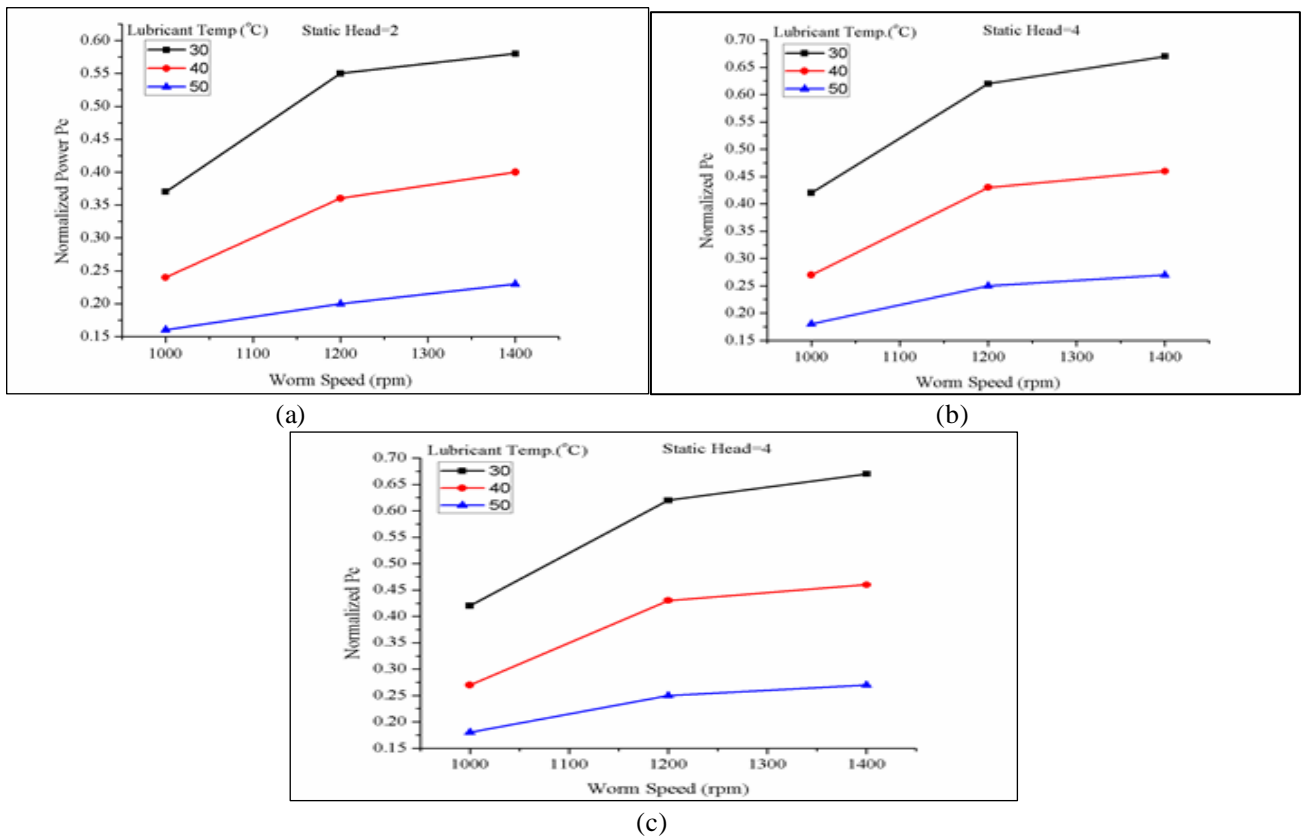 Lubricant Temp (°C) Static Head=2
30
40
50
0.60
0.55
0.50
0.45
0.40
0.35
0.30
0.25
0.20
0.15
Normalized Power Pc
1000 1100 1200 1300 1400
Worm Speed (rpm)
(a)
Lubricant Temp.(°C) Static Head=4
30
40
50
0.70
0.65
0.60
0.55
0.50
0.45
0.40
0.35
0.30
0.25
0.20
0.15
Normalized Pc
1000 1100 1200 1300 1400
Worm Speed (rpm)
(b)
Lubricant Temp.(°C) Static Head=4
30
40
50
0.70
0.65
0.60
0.55
0.50
0.45
0.40
0.35
0.30
0.25
0.20
0.15
Normalized Pc
1000 1100 1200 1300 1400
Worm Speed (rpm)
(c)